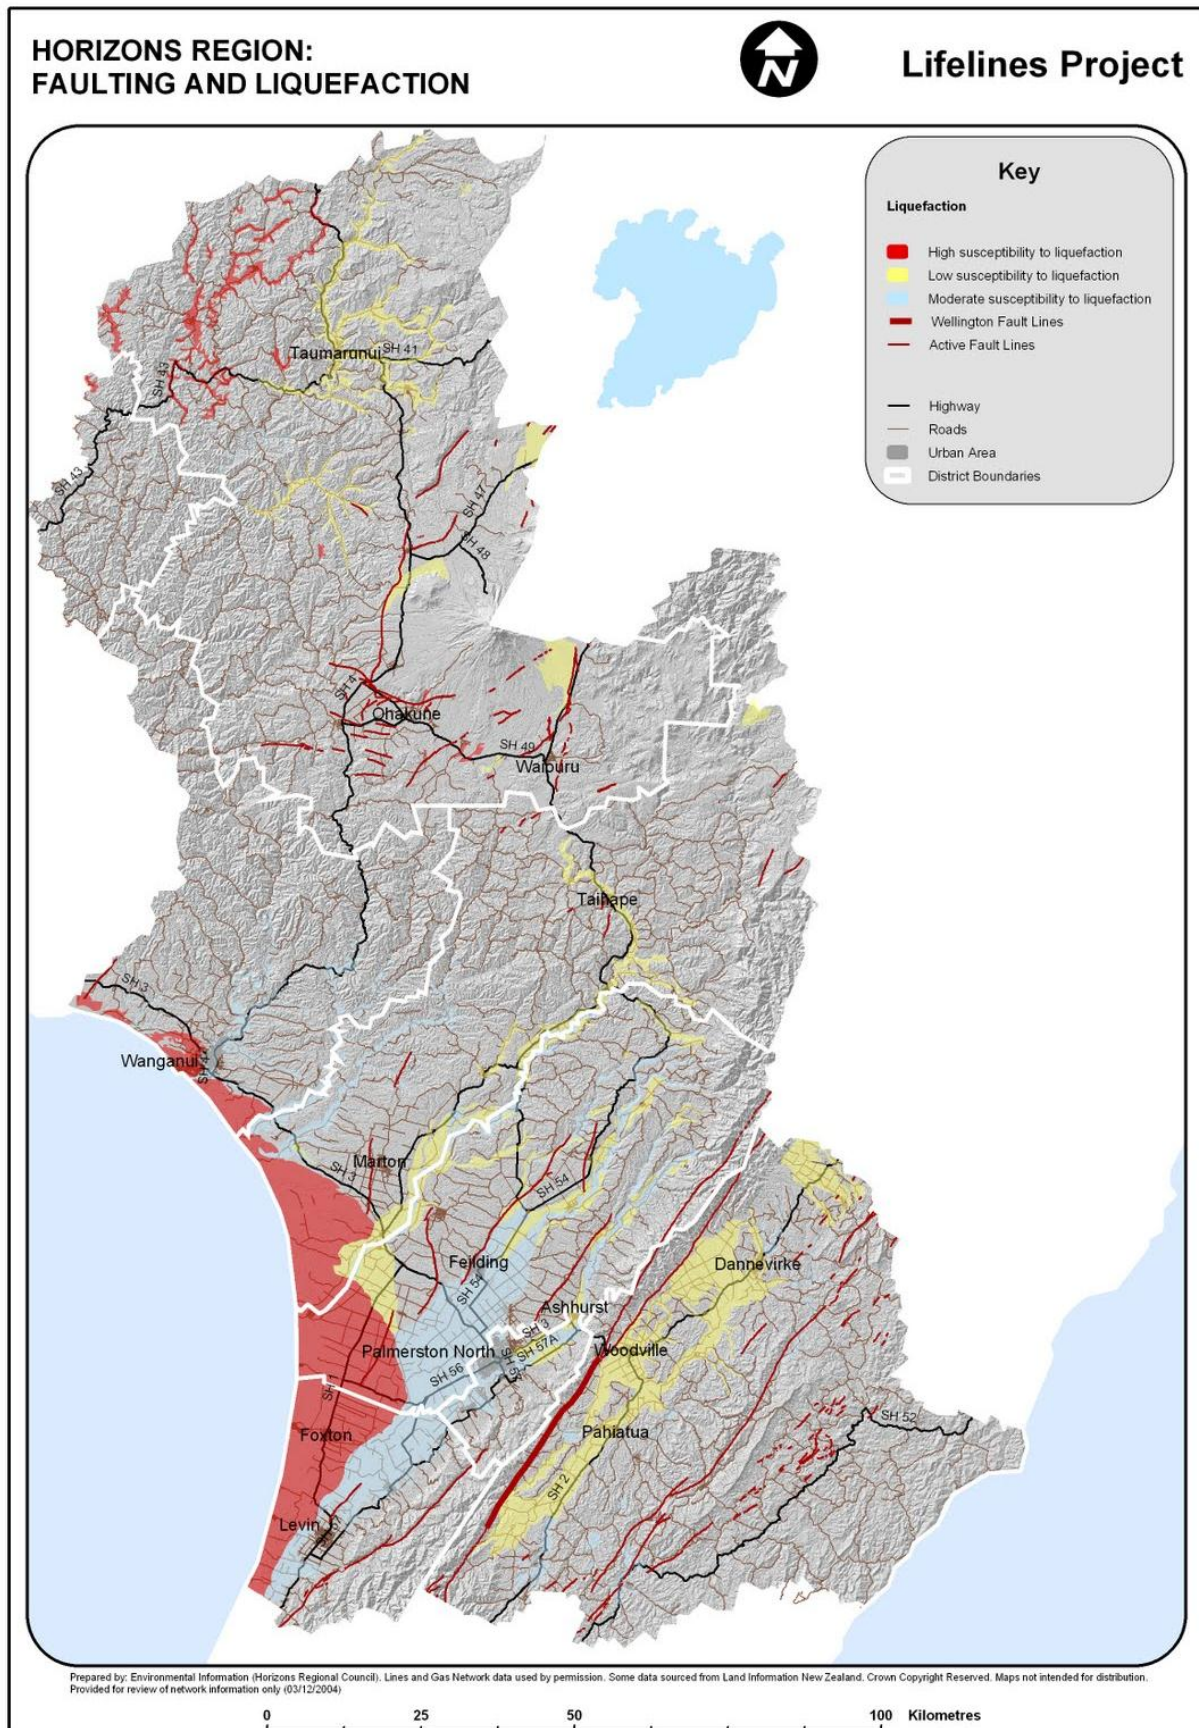 HORIZONS REGION:
FAULTING AND LIQUEFACTION
N
Lifelines Project
Key
Liquefaction
High susceptibility to liquefaction
Low susceptibility to liquefaction
Moderate susceptibility to liquefaction
Wellington Fault Lines
Active Fault Lines
Highway
Roads
Urban Area
District Boundaries
Taumarunui
SH 41
SH 43
SH 43
SH 47
SH 48
SH 4
Ohakune
SH 49
Waiouru
Taihape
SH 3
Wanganui
Marton
SH 3
SH 54
Feilding
SH 54
Dannevirke
Ashhurst
SH 3
SH 57A
Palmerston North
Woodville
SH 56
SH 1
Foxton
Pahiatua
SH 52
SH 2
Levin
Prepared by: Environmental Information (Horizons Regional Council). Lines and Gas Network data used by permission. Some data sourced from Land Information New Zealand. Crown Copyright Reserved. Maps not intended for distribution.
Provided for review of network information only (03/12/2004)
0 25 50 100 Kilometres